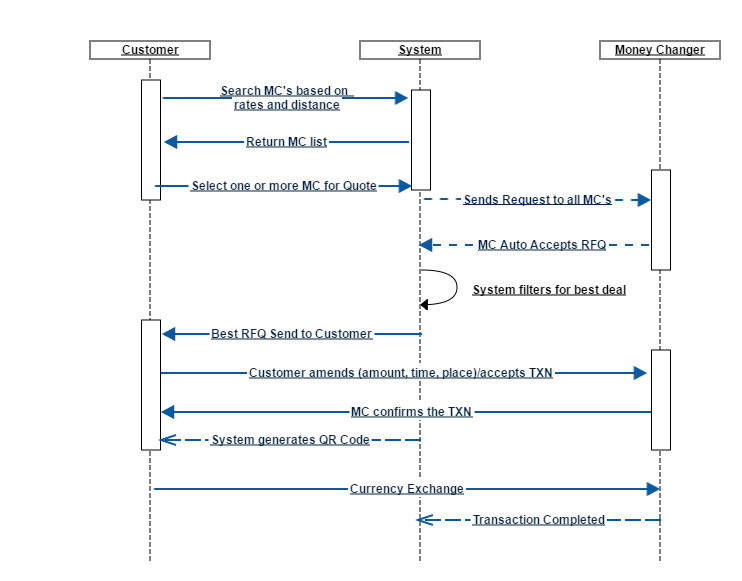 Customer
System
Money Changer
Search MC's based on
rates and distance
Return MC list
Select one or more MC for Quote
Sends Request to all MC's
MC Auto Accepts RFQ
System filters for best deal
Best RFQ Send to Customer
Customer amends (amount, time, place)/accepts TXN
MC confirms the TXN
System generates QR Code
Currency Exchange
Transaction Completed